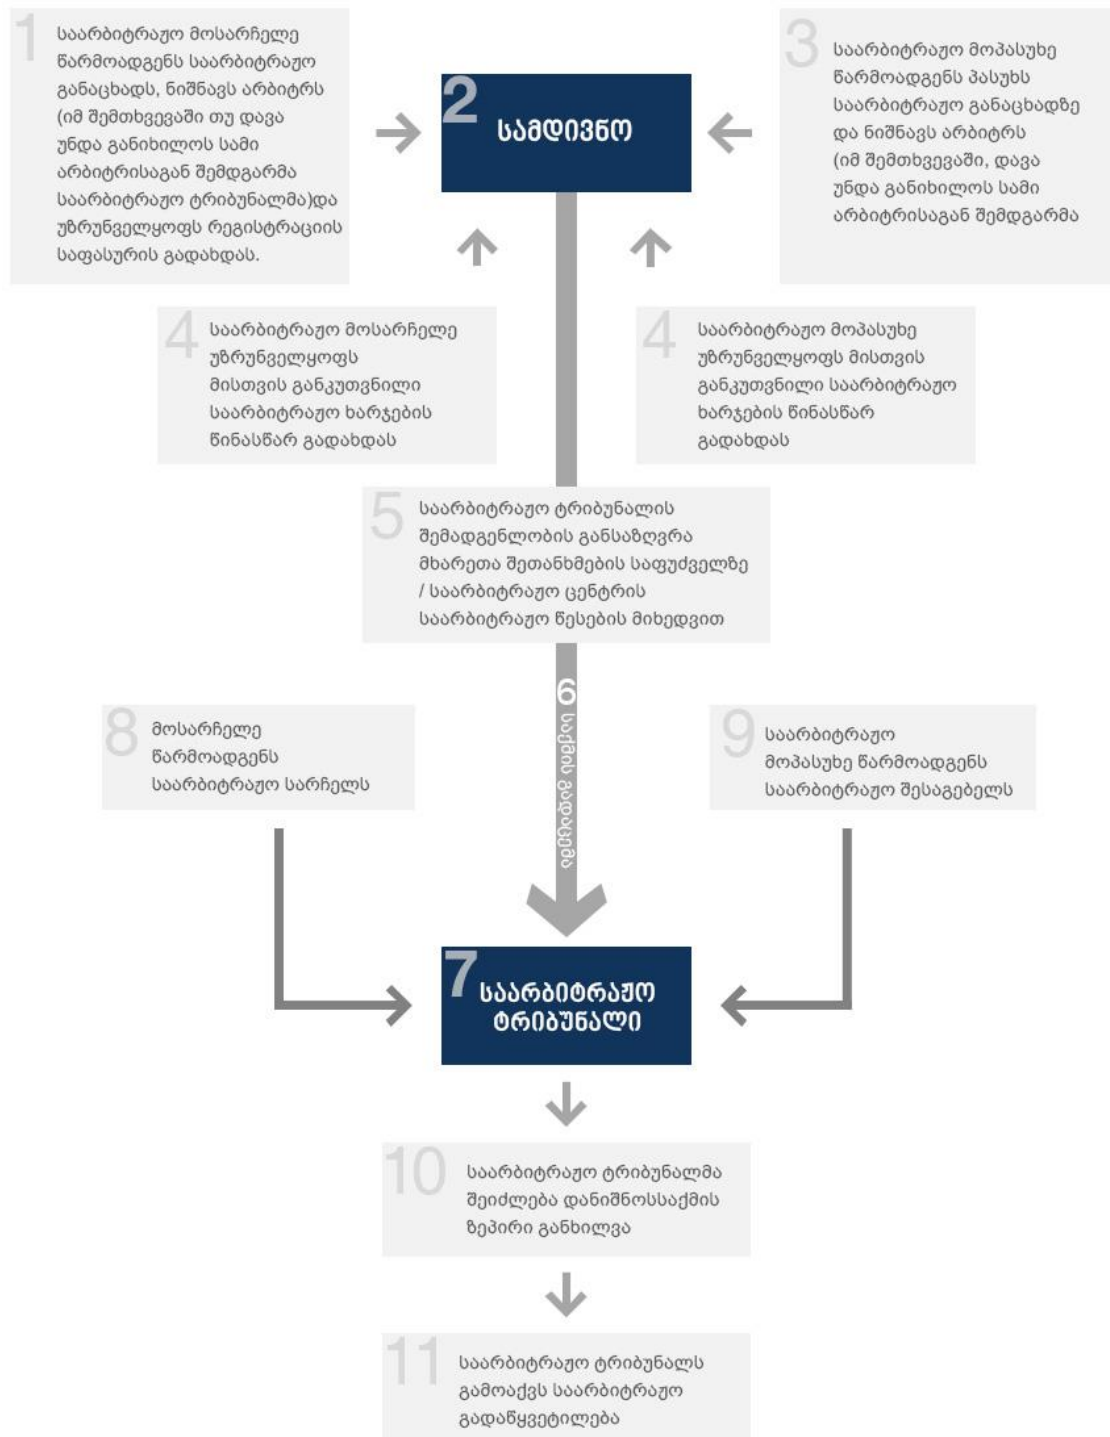 1
საარბიტრაჟო მოსარჩელე
წარმოადგენს საარბიტრაჟო
განაცხადს, ნიშნავს არბიტრს
(იმ შემთხვევაში თუ დავა
უნდა განიხილოს სამი
არბიტრისაგან შემდგარმა
საარბიტრაჟო ტრიბუნალმა)და
უზრუნველყოფს რეგისტრაციის
საფასურის გადახდას.
2
სამდივნო
3
საარბიტრაჟო მოპასუხე
წარმოადგენს პასუხს
საარბიტრაჟო განაცხადზე
და ნიშნავს არბიტრს
(იმ შემთხვევაში, დავა
უნდა განიხილოს სამი
არბიტრისაგან შემდგარმა
4
საარბიტრაჟო მოსარჩელე
უზრუნველყოფს
მისთვის განკუთვნილი
საარბიტრაჟო ხარჯების
წინასწარ გადახდას
4
საარბიტრაჟო მოპასუხე
უზრუნველყოფს მისთვის
განკუთვნილი საარბიტრაჟო
ხარჯების წინასწარ
გადახდას
5
საარბიტრაჟო ტრიბუნალის
შემადგენლობის განსაზღვრა
მხარეთა შეთანხმების საფუძველზე
/ საარბიტრაჟო ცენტრის
საარბიტრაჟო წესების მიხედვით
6
საქმის გადაცემა
8
მოსარჩელე
წარმოადგენს
საარბიტრაჟო სარჩელს
9
საარბიტრაჟო
მოპასუხე წარმოადგენს
საარბიტრაჟო შესაგებელს
7
საარბიტრაჟო
ტრიბუნალი
10
საარბიტრაჟო ტრიბუნალმა
შეიძლება დანიშნოსსაქმის
ზეპირი განხილვა
11
საარბიტრაჟო ტრიბუნალს
გამოაქვს საარბიტრაჟო
გადაწყვეტილება